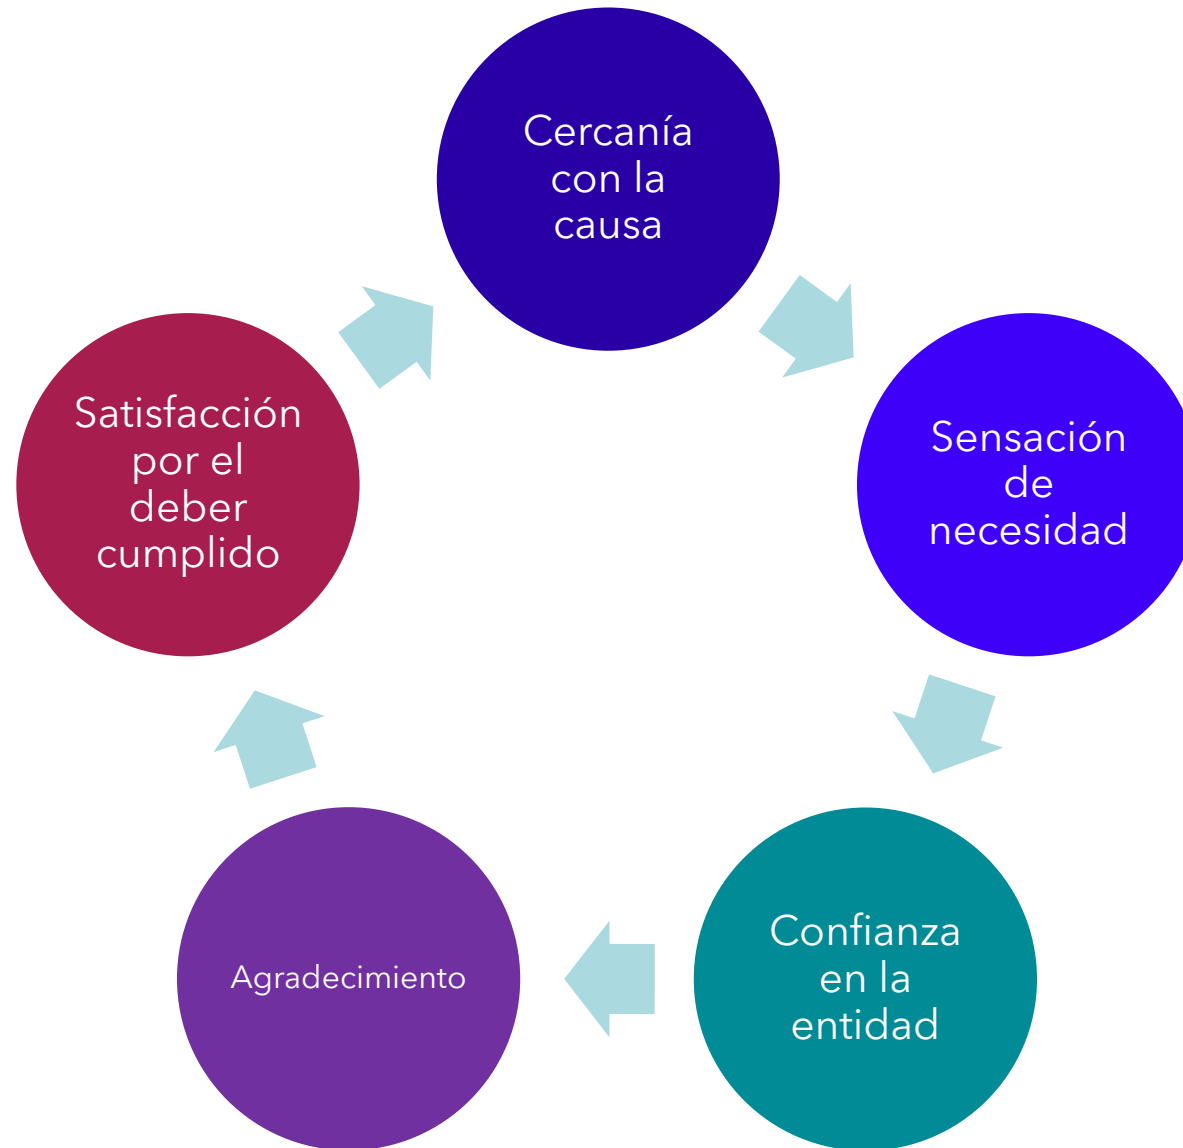 Cercanía
con la
causa
Sensación
de
necesidad
Confianza
en la
entidad
Agradecimiento
Satisfacción
por el
deber
cumplido